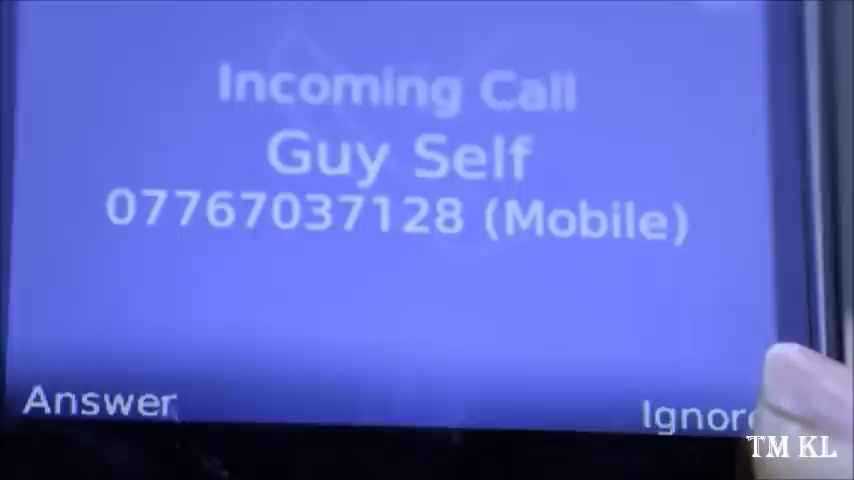 Incoming Call
Guy Self
07767037128 (Mobile)
Answer
Ignore
TM KL